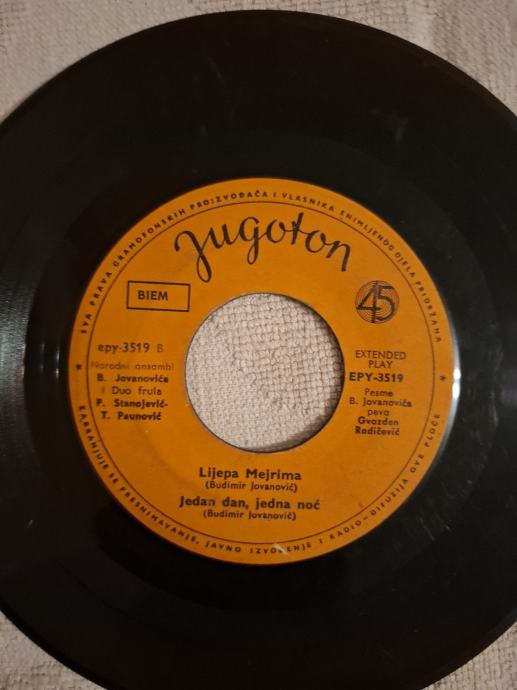 SVA PRAVA GRAMOFONSKIH PROIZVOĐAČA I VLASNIKA SNIMLJENOG DJELA PRIDRŽANA
Jugoton
BIEM
45
epy-3519 B
Narodni ansambl
B. Jovanovića
i Duo frula
P. Stanojević-
T. Paunović
EXTENDED
PLAY
EPY-3519
Pesme
B. Jovanovića
peva
Gvozden
Radičević
Lijepa Mejrima
(Budimir Jovanović)
Jedan dan, jedna noć
(Budimir Jovanović)
ZABRANJUJE SE PRESNIMAVANJE, JAVNO IZVOĐENJE I RADIO-DIFUZIJA OVE PLOČE